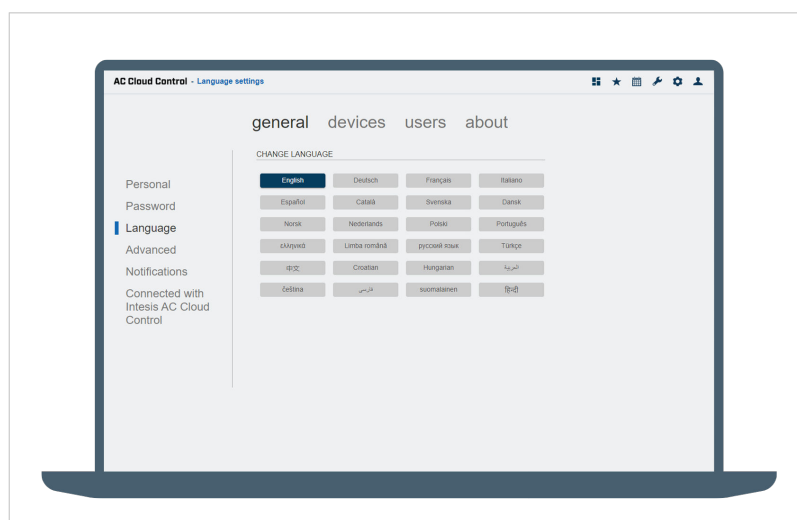 AC Cloud Control - Language settings
general devices users about
CHANGE LANGUAGE
Personal
Password
Language
Advanced
Notifications
Connected with
Intesis AC Cloud
Control
English Deutsch Français Italiano
Español Català Svenska Dansk
Norsk Nederlands Polski Português
ελληνικά Limba română русский язык Türkçe
中文 Croatian Hungarian العربية
čeština فارسی suomalainen हिन्दी